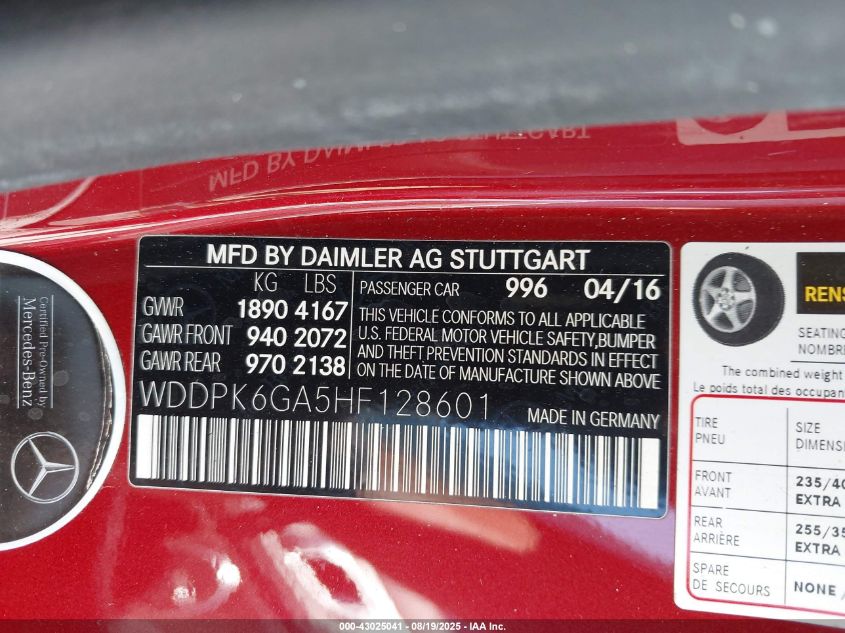 MFD BY DAIMLER AG STUTTGART
KG LBS
GVWR 1890 4167
GAWR FRONT 940 2072
GAWR REAR 970 2138
PASSENGER CAR 996 04/16
THIS VEHICLE CONFORMS TO ALL APPLICABLE
U.S. FEDERAL MOTOR VEHICLE SAFETY,BUMPER
AND THEFT PREVENTION STANDARDS IN EFFECT
ON THE DATE OF MANUFACTURE SHOWN ABOVE
WDDPK6GA5HF128601
MADE IN GERMANY
Certified Pre-Owned by
Mercedes-Benz
RENS
SEATING
NOMBR
The combined weight
Le poids total des occupan
TIRE
PNEU
SIZE
DIMENS
FRONT
AVANT
235/40
EXTRA
REAR
ARRIÈRE
255/35
EXTRA
SPARE
DE SECOURS
NONE /
000-43025041 - 08/19/2025 - IAA Inc.